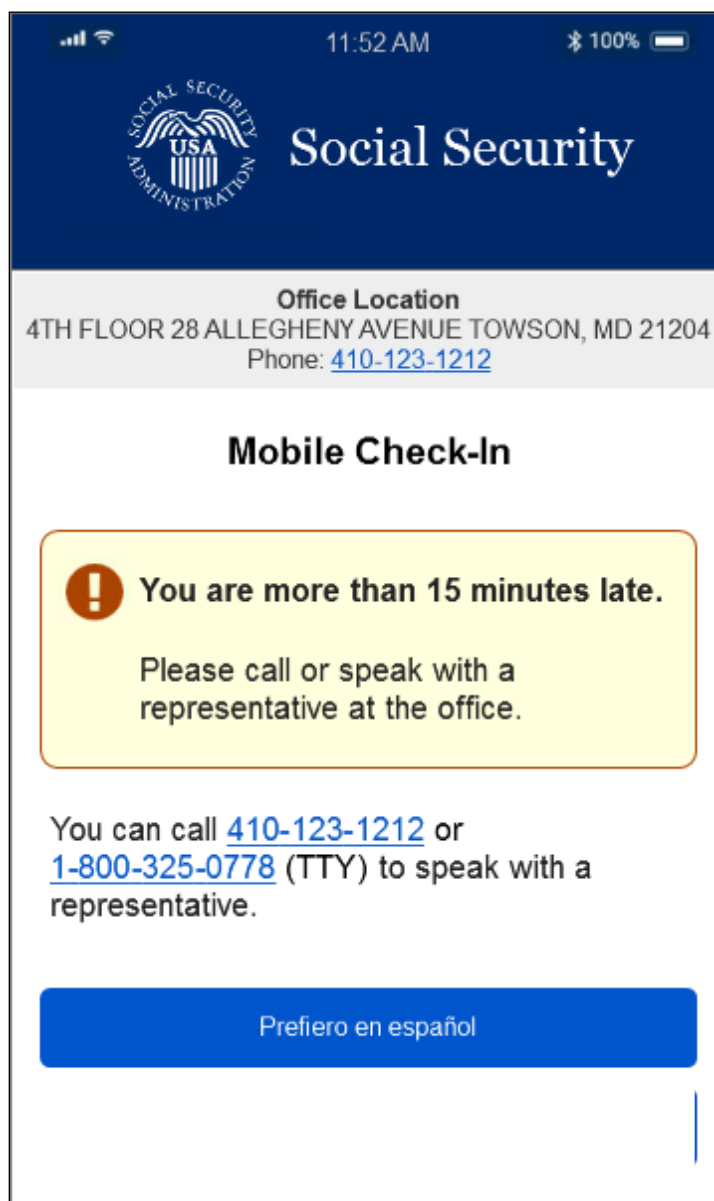 11:52 AM
100%
SOCIAL SECURITY ADMINISTRATION
USA
Social Security
Office Location
4TH FLOOR 28 ALLEGHENY AVENUE TOWSON, MD 21204
Phone: 410-123-1212
Mobile Check-In
You are more than 15 minutes late.
Please call or speak with a
representative at the office.
You can call 410-123-1212 or
1-800-325-0778 (TTY) to speak with a
representative.
Prefiero en español